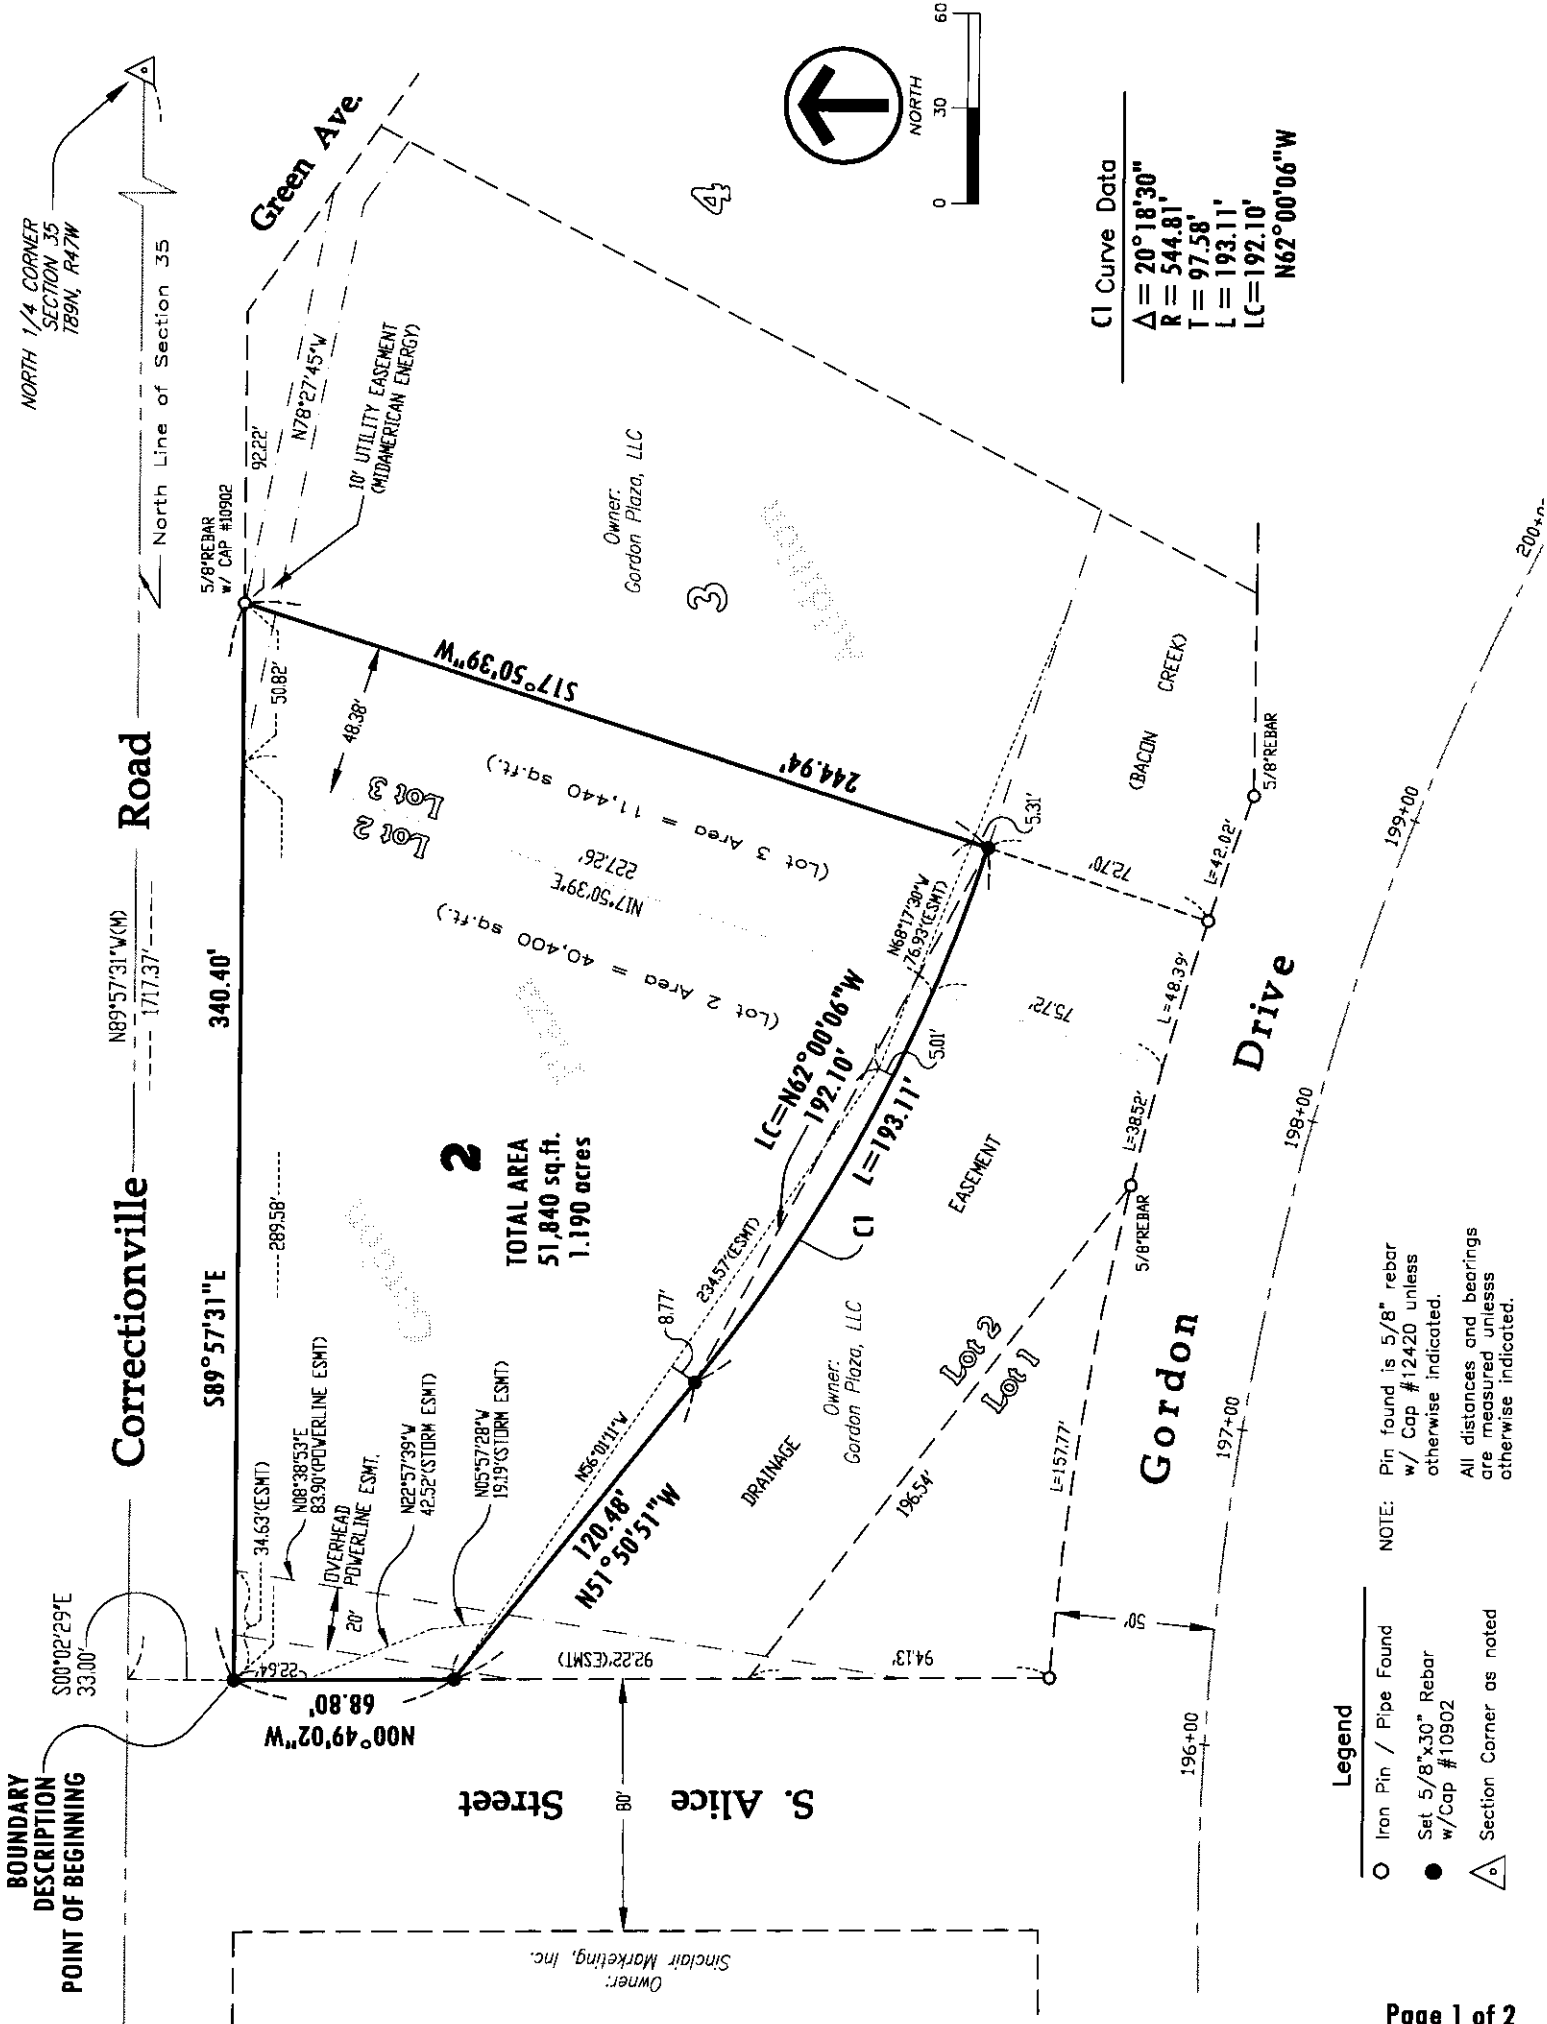 NORTH 1/4 CORNER
SECTION 35
T89N, R47W
North Line of Section 35
Green Ave.
Correctionville Road
N89°57'31"W(M)
1717.37'
S00°02'29"E
33.00'
BOUNDARY
DESCRIPTION
POINT OF BEGINNING
S89°57'31"E
340.40'
5/8"REBAR
w/ CAP #10902
92.22'
N78°27'45"W
10' UTILITY EASEMENT
(MIDAMERICAN ENERGY)
50.82'
289.58'
34.63'(ESMT)
N08°38'53"E
83.90'(POWERLINE ESMT)
OVERHEAD
POWERLINE ESMT.
20'
N22°57'39"W
42.52'(STORM ESMT)
N05°57'28"W
19.19'(STORM ESMT)
22.64'
68.80'
N00°49'02"W
S17°50'39"W
244.94'
48.38'
Lot 3
Lot 2
(Lot 3 Area = 11,440 sq.ft.)
227.26'
N17°50'39"E
(Lot 2 Area = 40,400 sq.ft.)
2
TOTAL AREA
51,840 sq.ft.
1.190 acres
Gordon
Plaza
Addition
Owner:
Gordon Plaza, LLC
3
4
NORTH
0 30 60
C1 Curve Data
Δ = 20°18'30"
R = 544.81'
T = 97.58'
L = 193.11'
LC=192.10'
N62°00'06"W
LC=N62°00'06"W
192.10'
L=193.11'
C1
N68°17'30"W
76.93'(ESMT)
5.31'
5.01'
8.77'
234.57'(ESMT)
N56°01'11"W
120.48'
N51°50'51"W
92.22'(ESMT)
94.13'
196.54'
DRAINAGE
EASEMENT
(BACON CREEK)
Owner:
Gordon Plaza, LLC
Lot 2
Lot 1
72.70'
75.72'
L=42.02'
L=48.39'
L=38.52'
L=157.77'
5/8"REBAR
5/8"REBAR
50'
Gordon Drive
196+00
197+00
198+00
199+00
S. Alice Street
80'
Owner:
Sinclair Marketing, Inc.
Legend
Iron Pin / Pipe Found
Set 5/8"x30" Rebar
w/Cap #10902
Section Corner as noted
NOTE: Pin found is 5/8" rebar
w/ Cap #12420 unless
otherwise indicated.
All distances and bearings
are measured unlesss
otherwise indicated.
Page 1 of 2